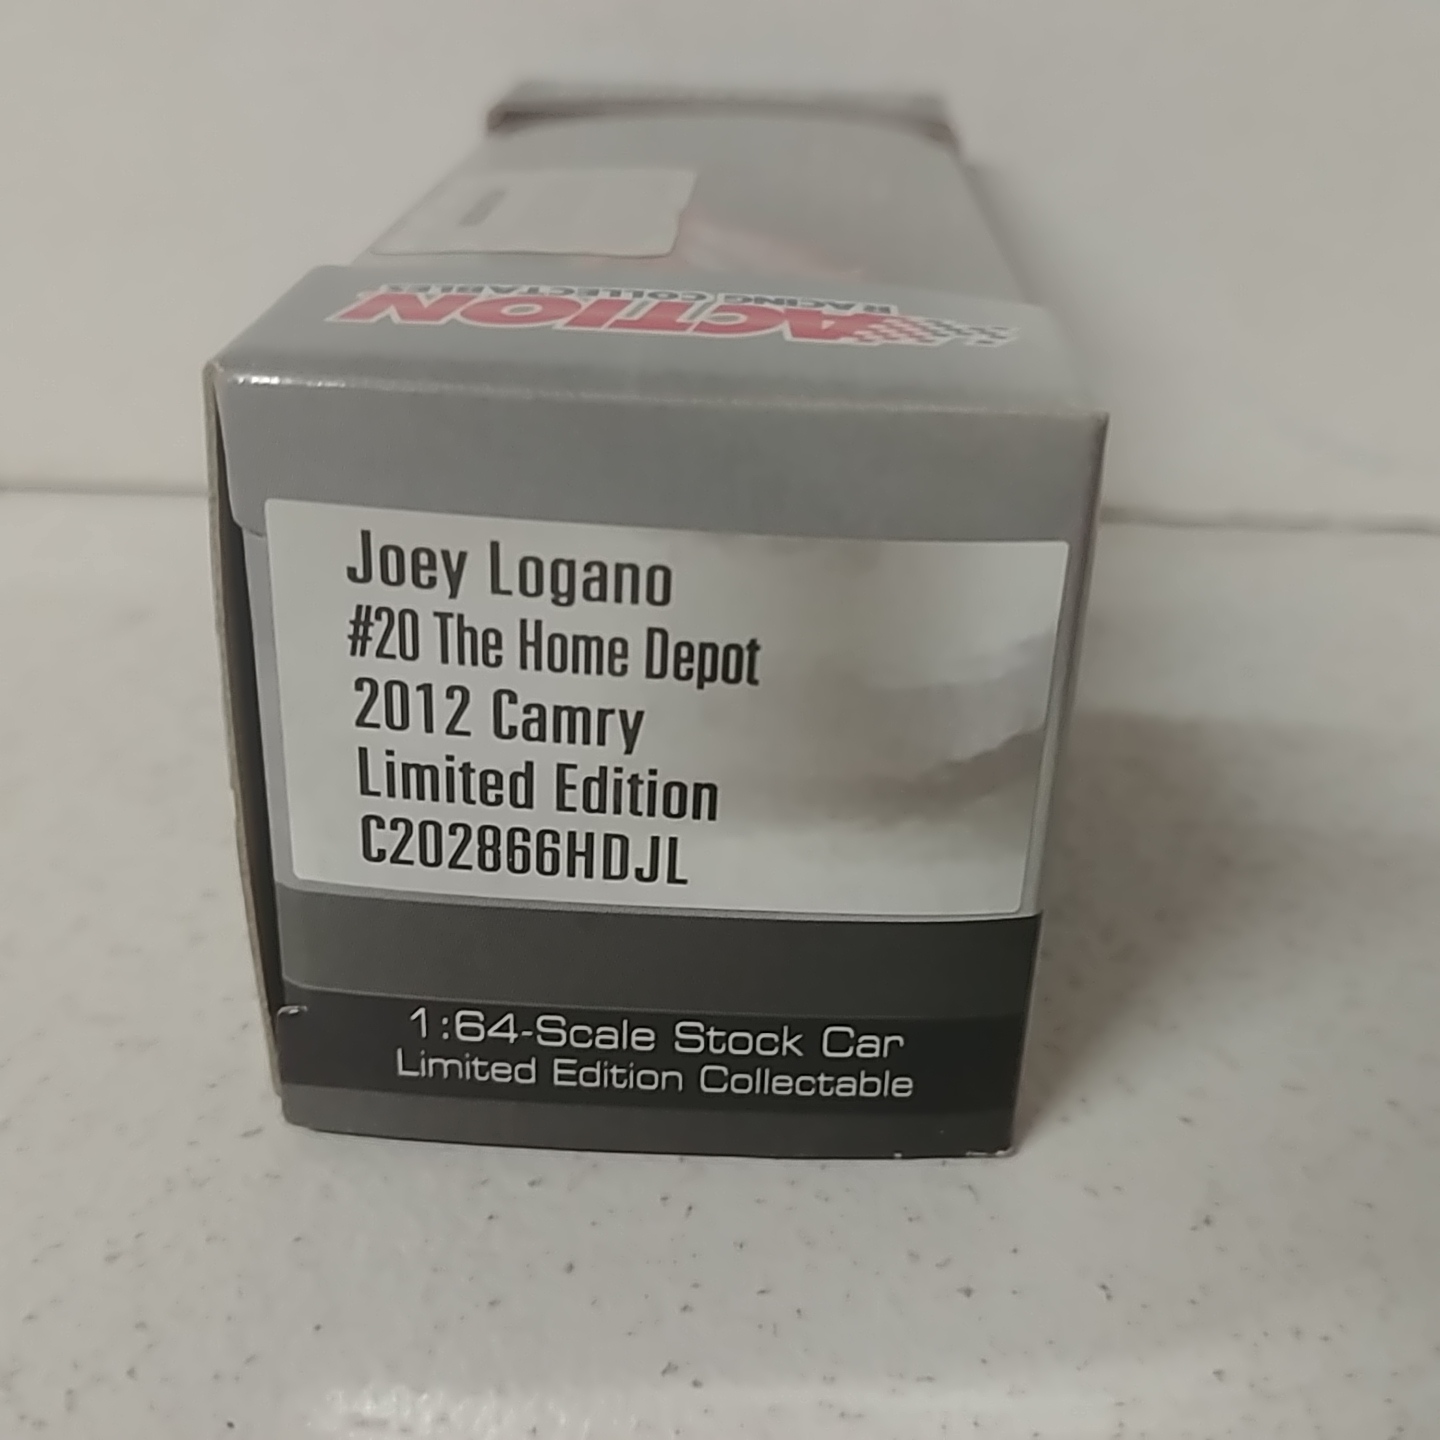 ACTION
RACING COLLECTABLES
Joey Logano
#20 The Home Depot
2012 Camry
Limited Edition
C202866HDJL
1:64-Scale Stock Car
Limited Edition Collectable